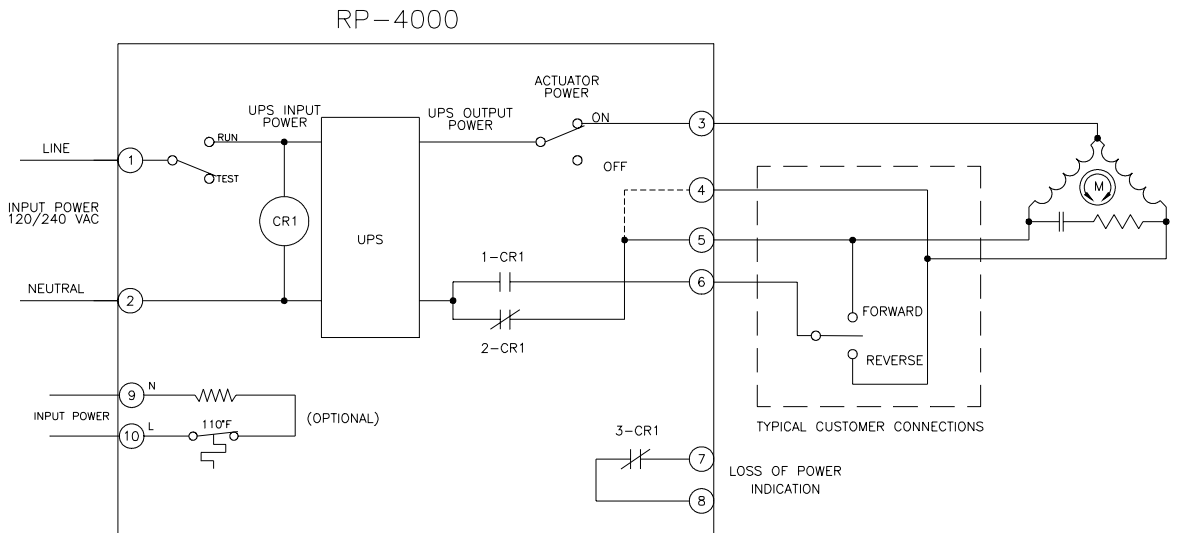 RP-4000
ACTUATOR
POWER
UPS INPUT
POWER
UPS OUTPUT
POWER
ON
OFF
3
RUN
LINE
1
TEST
INPUT POWER
120/240 VAC
CR1
UPS
4
M
5
1-CR1
6
NEUTRAL
2
2-CR1
FORWARD
REVERSE
9
N
INPUT POWER
(OPTIONAL)
10
L
110°F
TYPICAL CUSTOMER CONNECTIONS
3-CR1
7
LOSS OF POWER
INDICATION
8